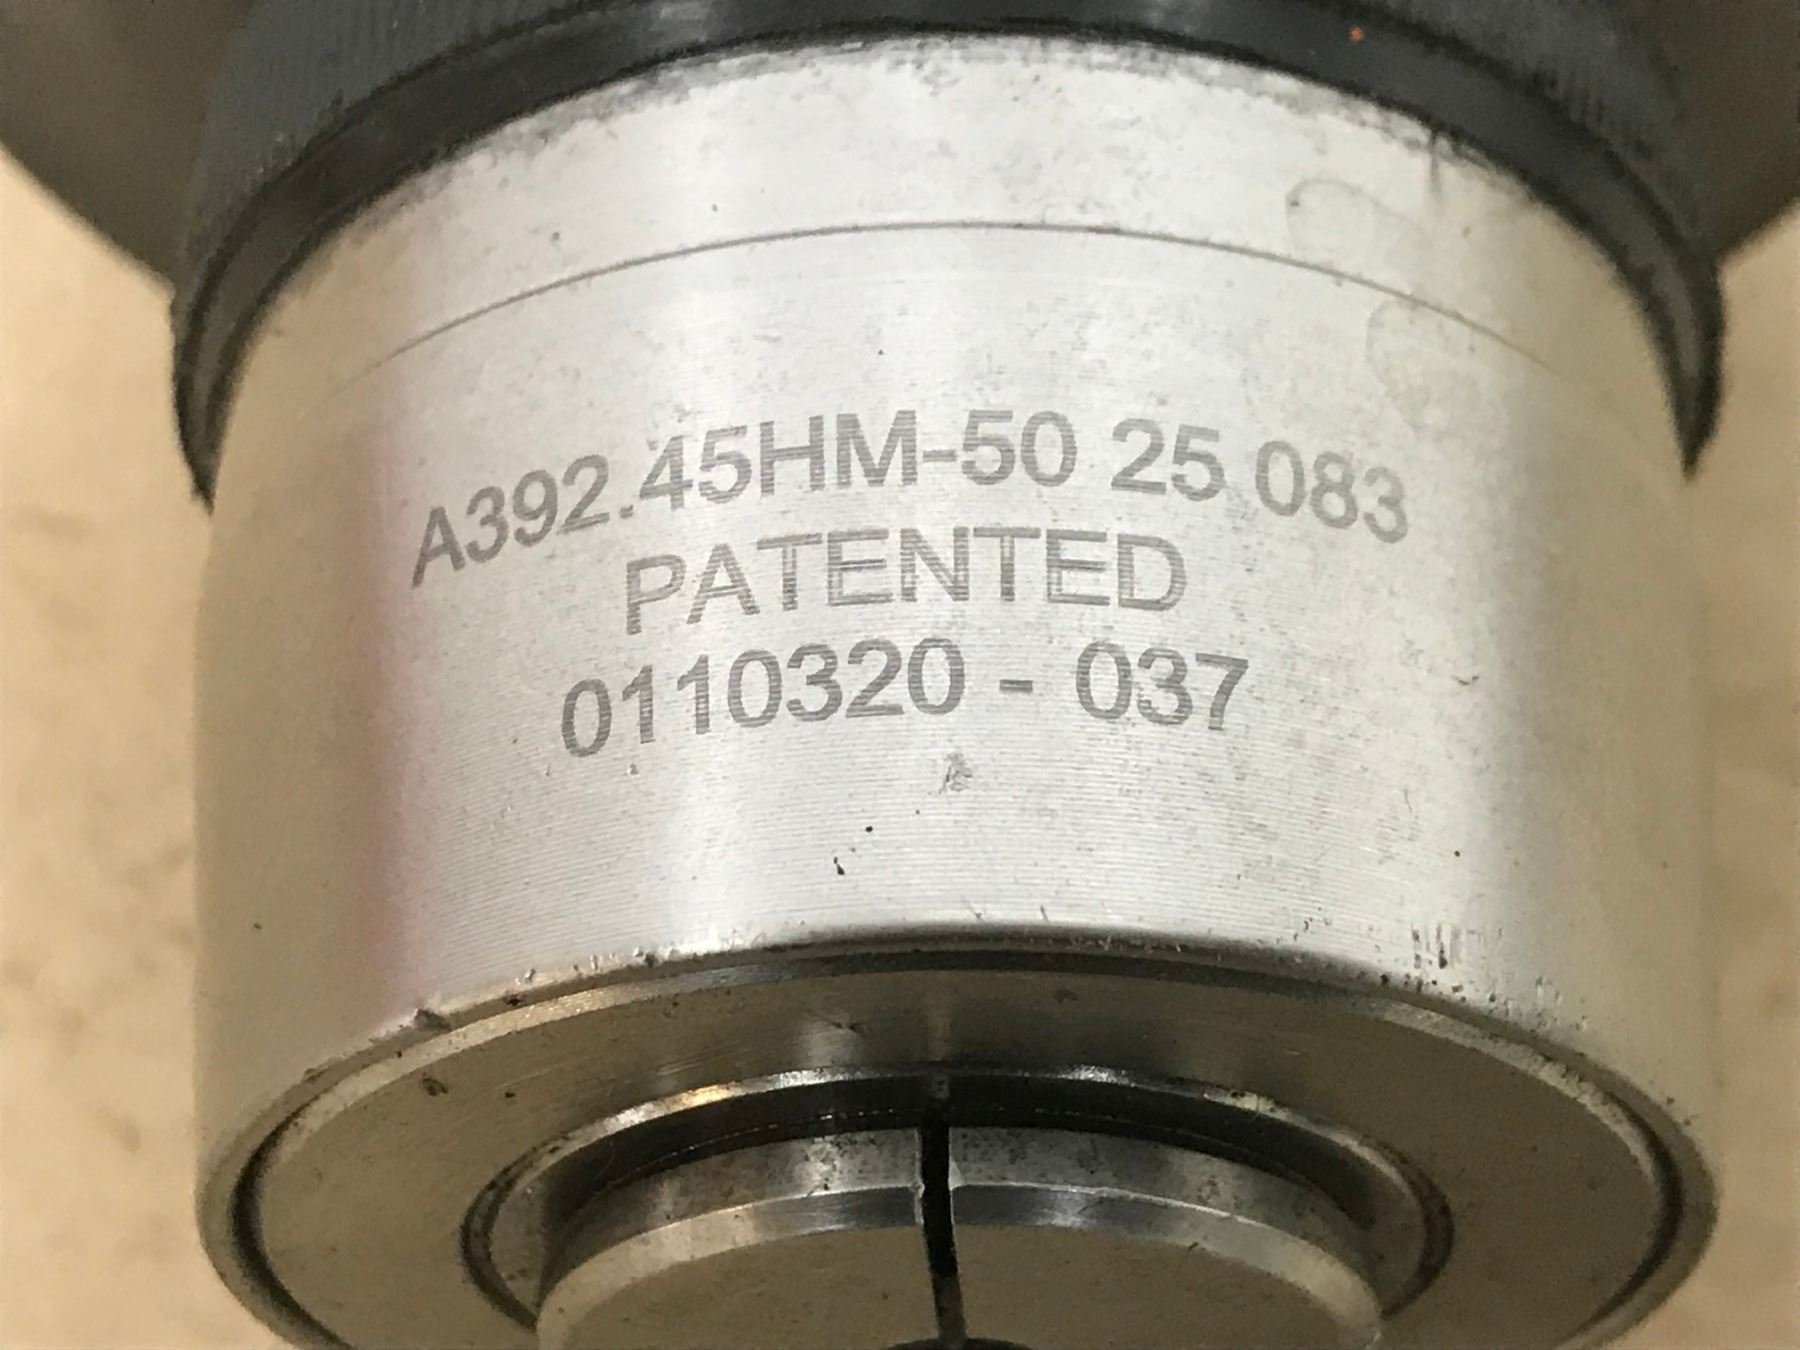 A392.45HM-50 25 083
PATENTED
0110320 - 037